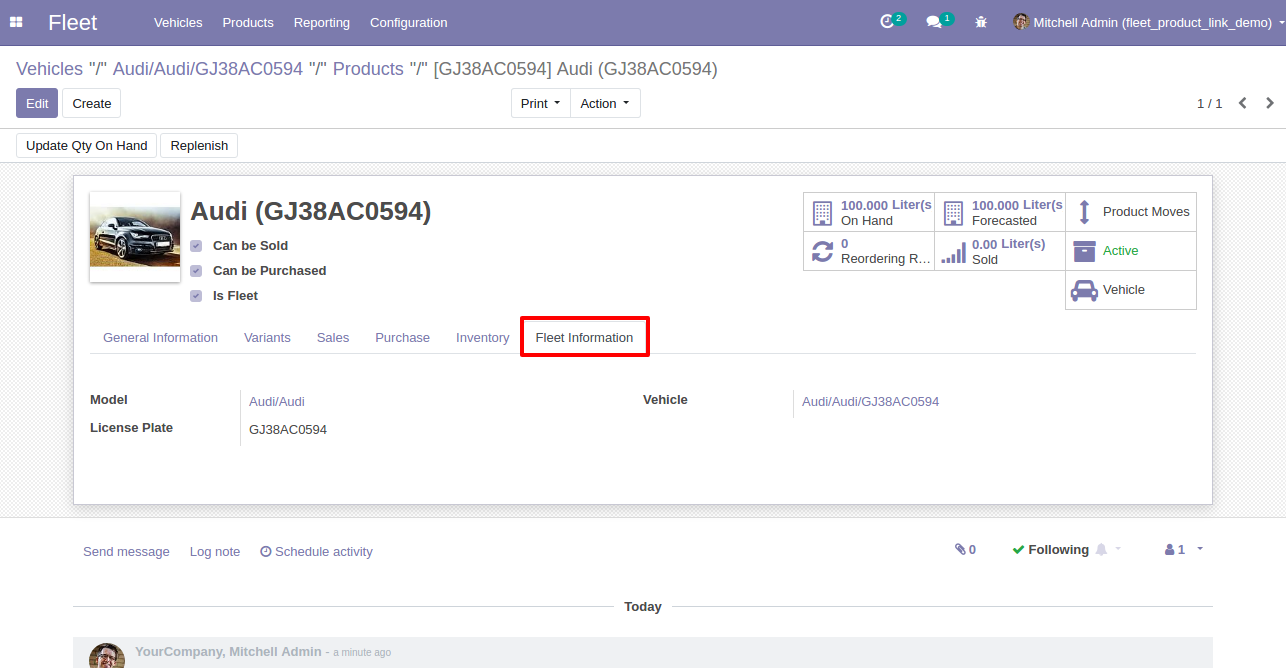 Fleet Vehicles Products Reporting Configuration 2 1 Mitchell Admin (fleet_product_link_demo)
Vehicles "/" Audi/Audi/GJ38AC0594 "/" Products "/" [GJ38AC0594] Audi (GJ38AC0594)
Edit Create Print Action 1 / 1
Update Qty On Hand Replenish
Audi (GJ38AC0594)
Can be Sold
Can be Purchased
Is Fleet
100.000 Liter(s
On Hand
100.000 Liter(s
Forecasted
Product Moves
0
Reordering R...
0.00 Liter(s)
Sold
Active
Vehicle
General Information Variants Sales Purchase Inventory Fleet Information
Model Audi/Audi
License Plate GJ38AC0594
Vehicle Audi/Audi/GJ38AC0594
Send message Log note Schedule activity 0 Following 1
Today
YourCompany, Mitchell Admin - a minute ago